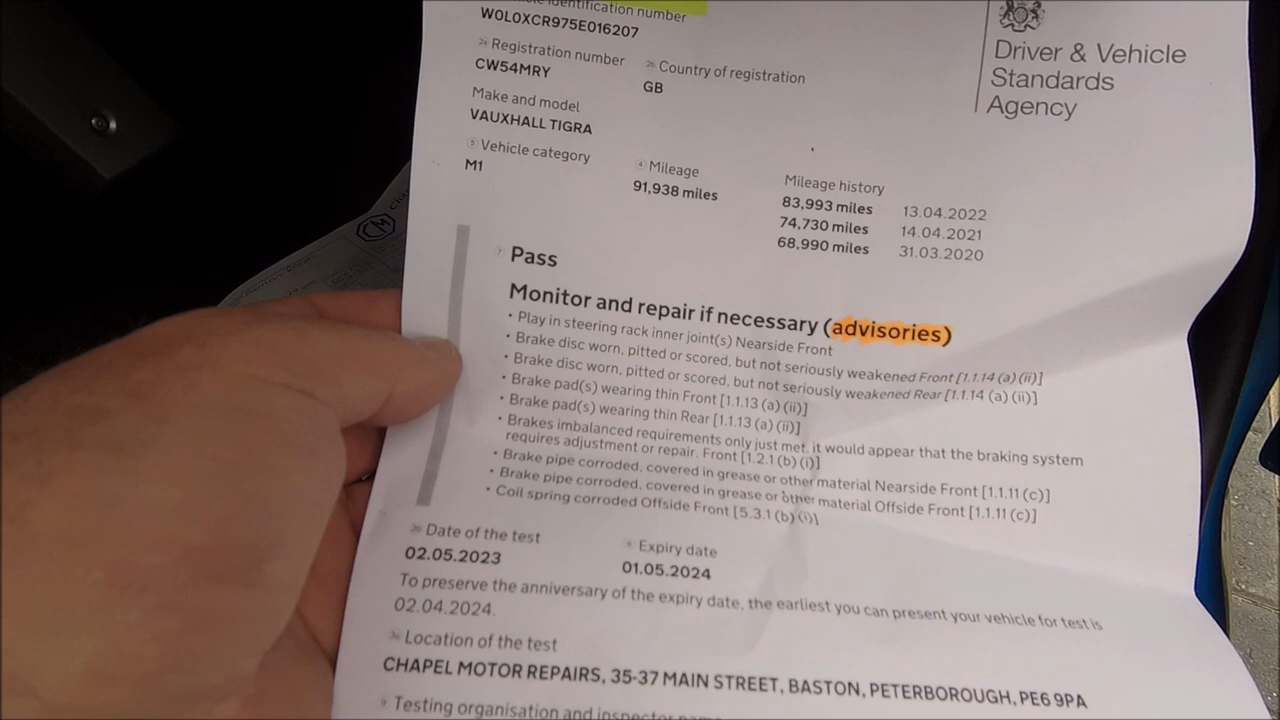 identification number
W0L0XCR975E016207
Registration number
CW54MRY
Country of registration
GB
Driver & Vehicle
Standards
Agency
Make and model
VAUXHALL TIGRA
Vehicle category
M1
Mileage
91,938 miles
Mileage history
83,993 miles 13.04.2022
74,730 miles 14.04.2021
68,990 miles 31.03.2020
CM
Pass
Monitor and repair if necessary (advisories)
• Play in steering rack inner joint(s) Nearside Front
• Brake disc worn, pitted or scored, but not seriously weakened Front [1.1.14 (a) (ii)]
• Brake disc worn, pitted or scored, but not seriously weakened Rear [1.1.14 (a) (ii)]
• Brake pad(s) wearing thin Front [1.1.13 (a) (ii)]
• Brake pad(s) wearing thin Rear [1.1.13 (a) (ii)]
• Brakes imbalanced requirements only just met. it would appear that the braking system
requires adjustment or repair. Front [1.2.1 (b) (i)]
• Brake pipe corroded, covered in grease or other material Nearside Front [1.1.11 (c)]
• Brake pipe corroded, covered in grease or other material Offside Front [1.1.11 (c)]
• Coil spring corroded Offside Front [5.3.1 (b) (i)]
Date of the test
02.05.2023
Expiry date
01.05.2024
To preserve the anniversary of the expiry date, the earliest you can present your vehicle for test is
02.04.2024.
Location of the test
CHAPEL MOTOR REPAIRS, 35-37 MAIN STREET, BASTON, PETERBOROUGH, PE6 9PA
Testing organisation and inspector name